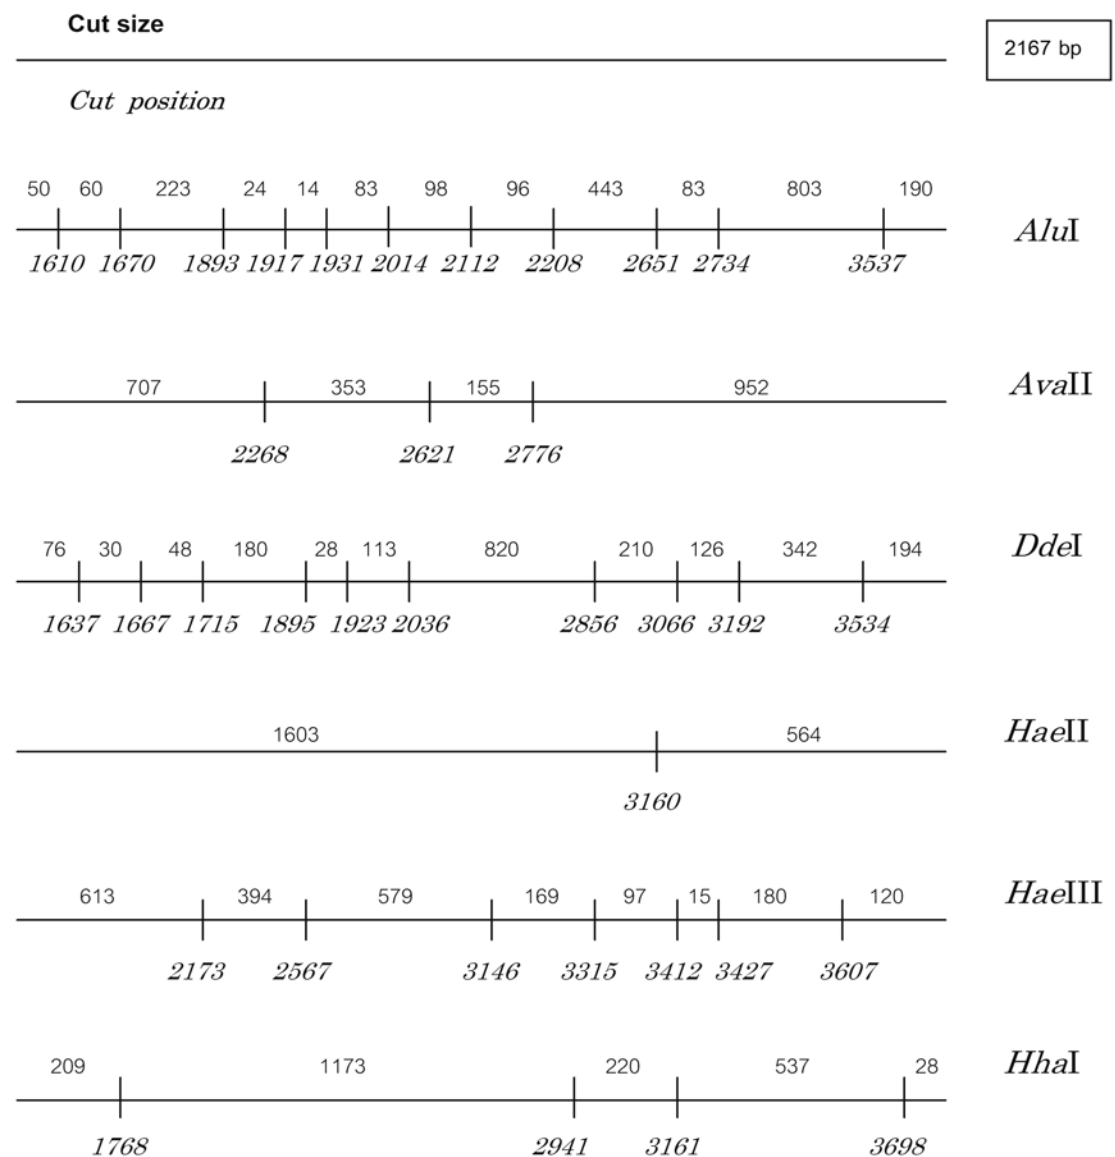 Cut size
2167 bp
Cut position
50 60 223 24 14 83 98 96 443 83 803 190
AluI
1610 1670 1893 1917 1931 2014 2112 2208 2651 2734 3537
707 353 155 952
AvaII
2268 2621 2776
76 30 48 180 28 113 820 210 126 342 194
DdeI
1637 1667 1715 1895 1923 2036 2856 3066 3192 3534
1603 564
HaeII
3160
613 394 579 169 97 15 180 120
HaeIII
2173 2567 3146 3315 3412 3427 3607
209 1173 220 537 28
HhaI
1768 2941 3161 3698